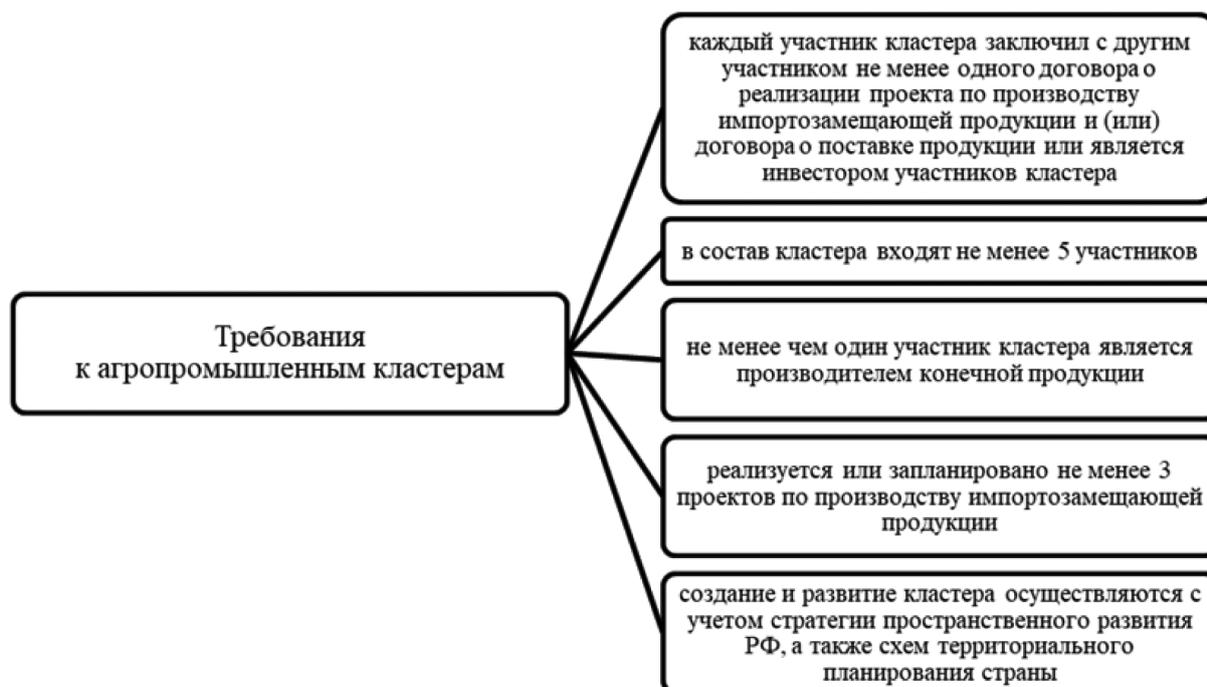 Требования
к агропромышленным кластерам
каждый участник кластера заключил с другим
участником не менее одного договора о
реализации проекта по производству
импортозамещающей продукции и (или)
договора о поставке продукции или является
инвестором участников кластера
в состав кластера входят не менее 5 участников
не менее чем один участник кластера является
производителем конечной продукции
реализуется или запланировано не менее 3
проектов по производству импортозамещающей
продукции
создание и развитие кластера осуществляются с
учетом стратегии пространственного развития
РФ, а также схем территориального
планирования страны